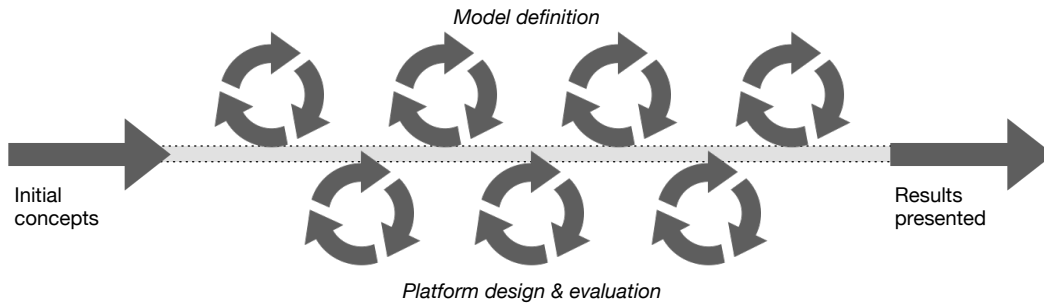 Model definition
Initial
concepts
Results
presented
Platform design & evaluation